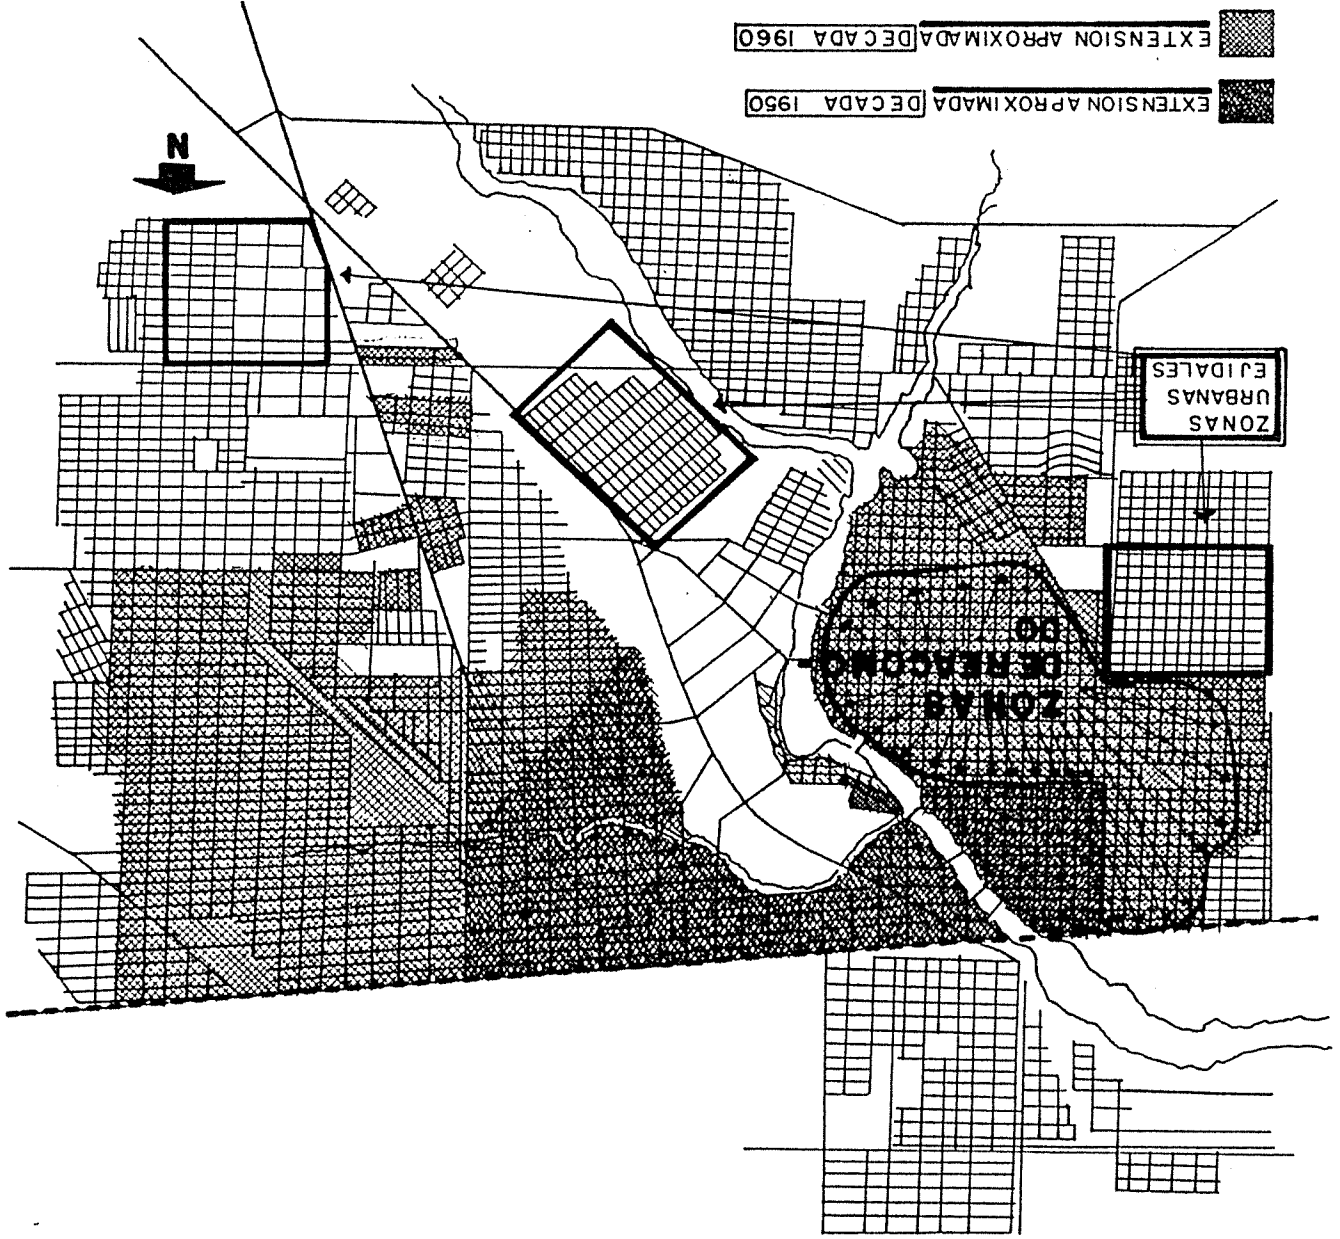 ZONAS
DE REACOMO-
DO
ZONAS
URBANAS
EJIDALES
N
EXTENSION APROXIMADA DECADA 1950
EXTENSION APROXIMADA DECADA 1960